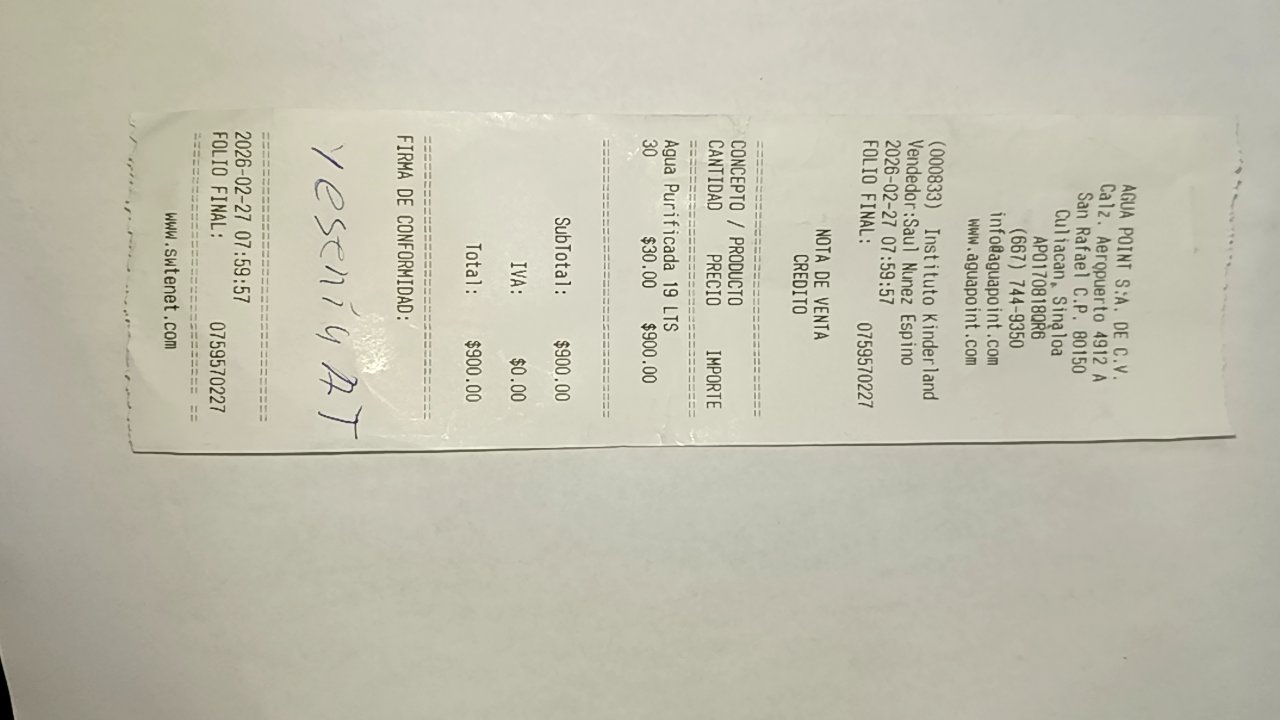 AGUA POINT S.A. DE C.V.
Calz. Aeropuerto 4912 A
San Rafael C.P. 80150
Culiacan, Sinaloa
APO170818QR6
(667) 744-9350
info@aguapoint.com
www.aguapoint.com
(000833) Instituto Kinderland
Vendedor:Saul Nunez Espino
2026-02-27 07:59:57
FOLIO FINAL: 0759570227
NOTA DE VENTA
CREDITO
CONCEPTO / PRODUCTO
CANTIDAD PRECIO IMPORTE
Agua Purificada 19 LTS
30 $30.00 $900.00
SubTotal: $900.00
IVA: $0.00
Total: $900.00
FIRMA DE CONFORMIDAD:
Yesenia AT
2026-02-27 07:59:57
FOLIO FINAL: 0759570227
www.swtenet.com